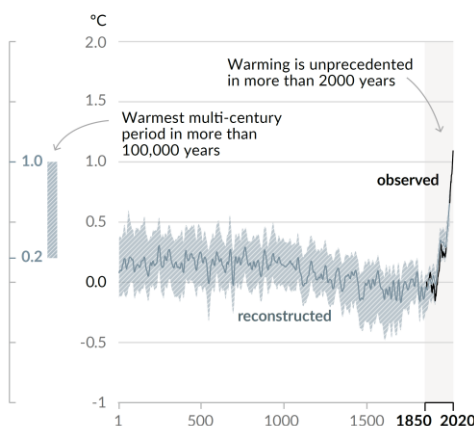 °C
2.0
Warming is unprecedented
in more than 2000 years
1.5
Warmest multi-century
period in more than
100,000 years
1.0
1.0
observed
0.5
0.2
0.0
reconstructed
-0.5
-1
1
500
1000
1500
1850
2020